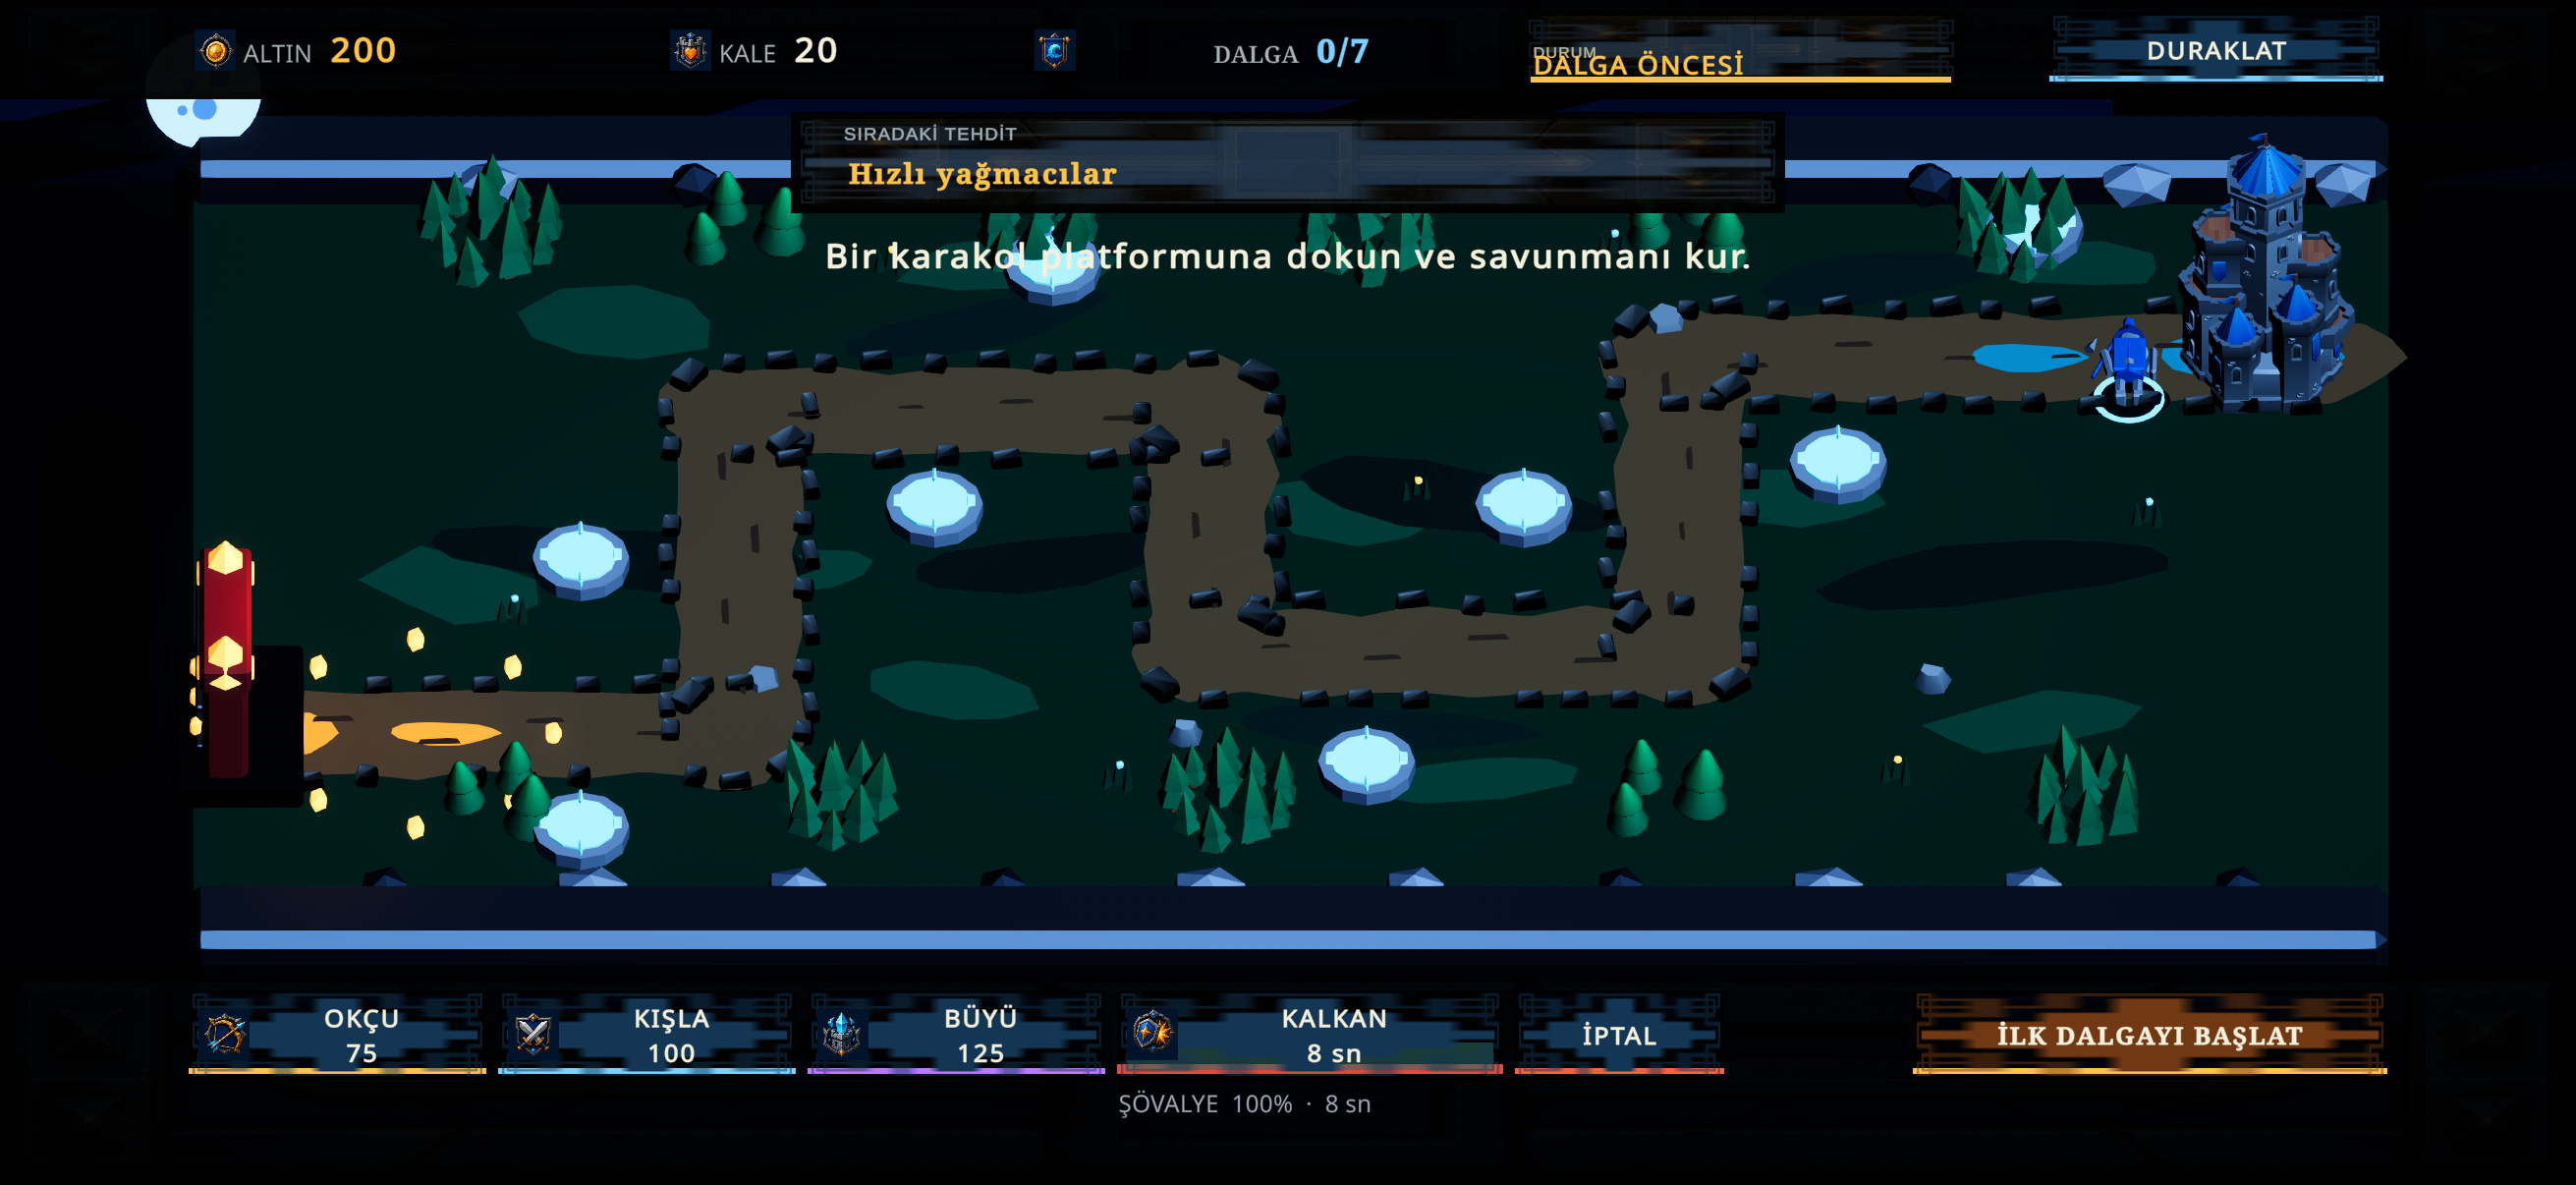 ALTIN 200
KALE 20
DALGA 0/7
DURUM
DALGA ÖNCESİ
DURAKLAT
SIRADAKİ TEHDİT
Hızlı yağmacılar
Bir karakol platformuna dokun ve savunmanı kur.
OKÇU
75
KIŞLA
100
BÜYÜ
125
KALKAN
8 sn
İPTAL
İLK DALGAYI BAŞLAT
ŞÖVALYE 100% · 8 sn